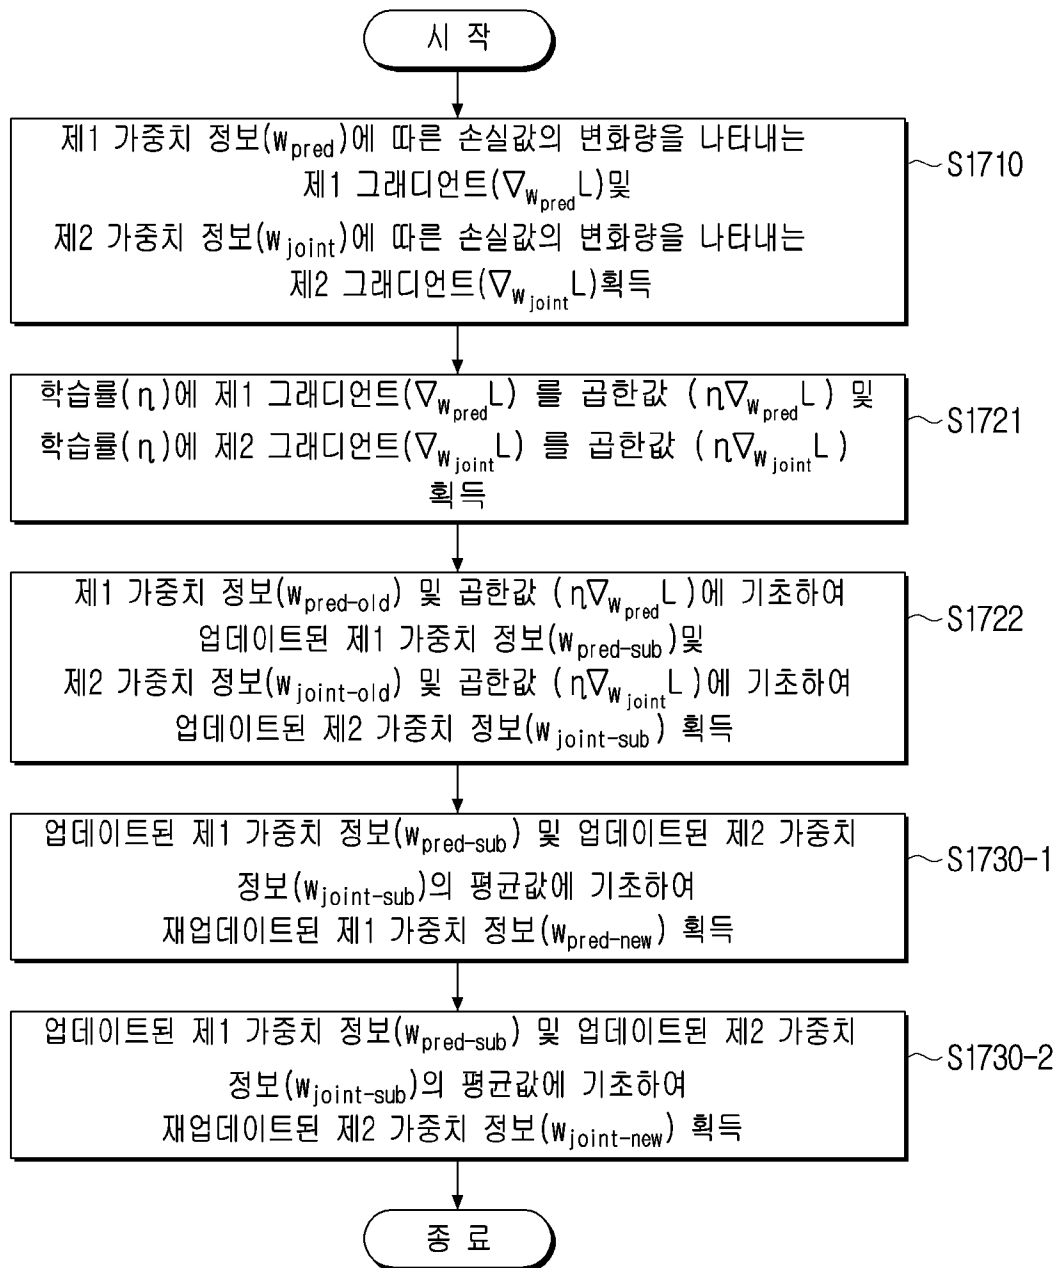 시 작
제1 가중치 정보(w_pred)에 따른 손실값의 변화량을 나타내는
제1 그래디언트(∇_w_pred L)및
제2 가중치 정보(w_joint)에 따른 손실값의 변화량을 나타내는
제2 그래디언트(∇_w_joint L)획득
S1710
학습률(η)에 제1 그래디언트(∇_w_pred L) 를 곱한값 (η∇_w_pred L) 및
학습률(η)에 제2 그래디언트(∇_w_joint L) 를 곱한값 (η∇_w_joint L)
획득
S1721
제1 가중치 정보(w_pred-old) 및 곱한값 (η∇_w_pred L)에 기초하여
업데이트된 제1 가중치 정보(w_pred-sub)및
제2 가중치 정보(w_joint-old) 및 곱한값 (η∇_w_joint L)에 기초하여
업데이트된 제2 가중치 정보(w_joint-sub) 획득
S1722
업데이트된 제1 가중치 정보(w_pred-sub) 및 업데이트된 제2 가중치
정보(w_joint-sub)의 평균값에 기초하여
재업데이트된 제1 가중치 정보(w_pred-new) 획득
S1730-1
업데이트된 제1 가중치 정보(w_pred-sub) 및 업데이트된 제2 가중치
정보(w_joint-sub)의 평균값에 기초하여
재업데이트된 제2 가중치 정보(w_joint-new) 획득
S1730-2
종 료